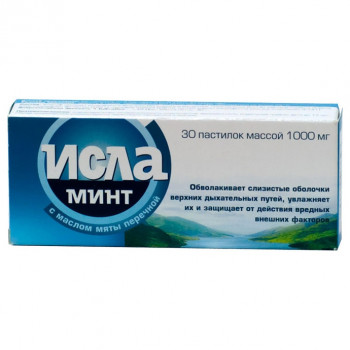 30 пастилок массой 1000 мг
исла
минт
с маслом мяты перечной
Обволакивает слизистые оболочки
верхних дыхательных путей, увлажняет
их и защищает от действия вредных
внешних факторов